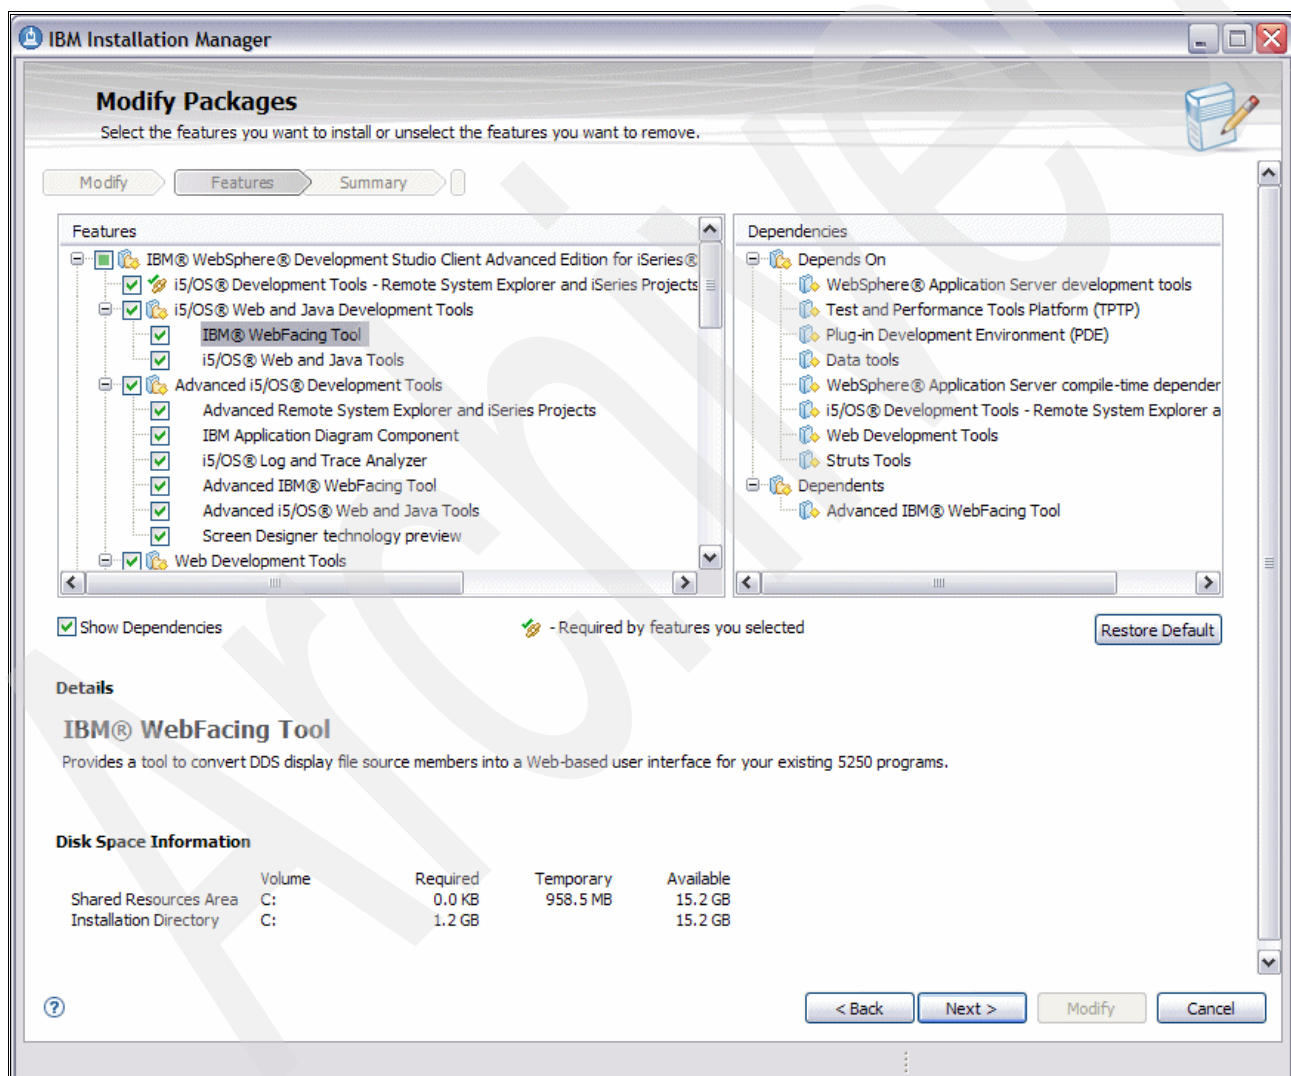 IBM Installation Manager
Modify Packages
Select the features you want to install or unselect the features you want to remove.
Modify
Features
Summary
Features
IBM® WebSphere® Development Studio Client Advanced Edition for iSeries®
i5/OS® Development Tools - Remote System Explorer and iSeries Projects
i5/OS® Web and Java Development Tools
IBM® WebFacing Tool
i5/OS® Web and Java Tools
Advanced i5/OS® Development Tools
Advanced Remote System Explorer and iSeries Projects
IBM Application Diagram Component
i5/OS® Log and Trace Analyzer
Advanced IBM® WebFacing Tool
Advanced i5/OS® Web and Java Tools
Screen Designer technology preview
Web Development Tools
Dependencies
Depends On
WebSphere® Application Server development tools
Test and Performance Tools Platform (TPTP)
Plug-in Development Environment (PDE)
Data tools
WebSphere® Application Server compile-time depender
i5/OS® Development Tools - Remote System Explorer a
Web Development Tools
Struts Tools
Dependents
Advanced IBM® WebFacing Tool
Show Dependencies
- Required by features you selected
Restore Default
Details
IBM® WebFacing Tool
Provides a tool to convert DDS display file source members into a Web-based user interface for your existing 5250 programs.
Disk Space Information
Volume Required Temporary Available
Shared Resources Area C: 0.0 KB 958.5 MB 15.2 GB
Installation Directory C: 1.2 GB 15.2 GB
?
< Back
Next >
Modify
Cancel
Archived